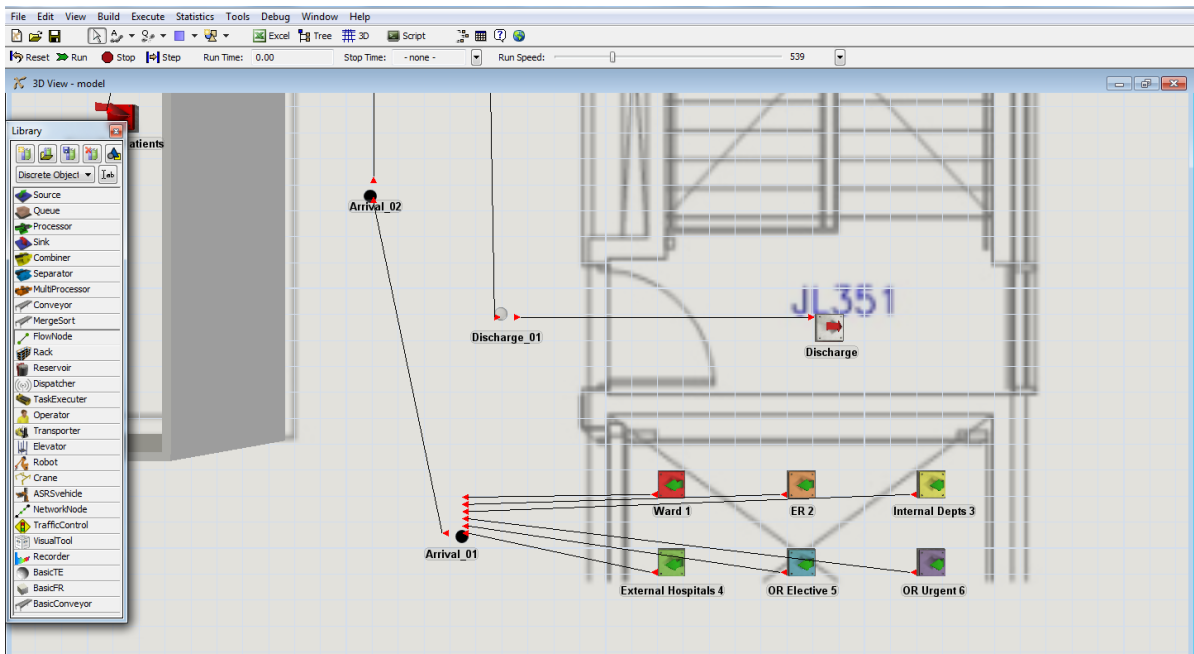 File Edit View Build Execute Statistics Tools Debug Window Help
Excel Tree 3D Script
Reset Run Stop Step Run Time: 0.00 Stop Time: - none - Run Speed: 539
3D View - model
Library
atients
Discrete Object
Source
Queue
Processor
Sink
Combiner
Separator
MultiProcessor
Conveyor
MergeSort
FlowNode
Rack
Reservoir
Dispatcher
TaskExecuter
Operator
Transporter
Elevator
Robot
Crane
ASRSvehicle
NetworkNode
TrafficControl
VisualTool
Recorder
BasicTE
BasicFR
BasicConveyor
Arrival_02
JL351
Discharge_01
Discharge
Ward 1 ER 2 Internal Depts 3
Arrival_01
External Hospitals 4 OR Elective 5 OR Urgent 6